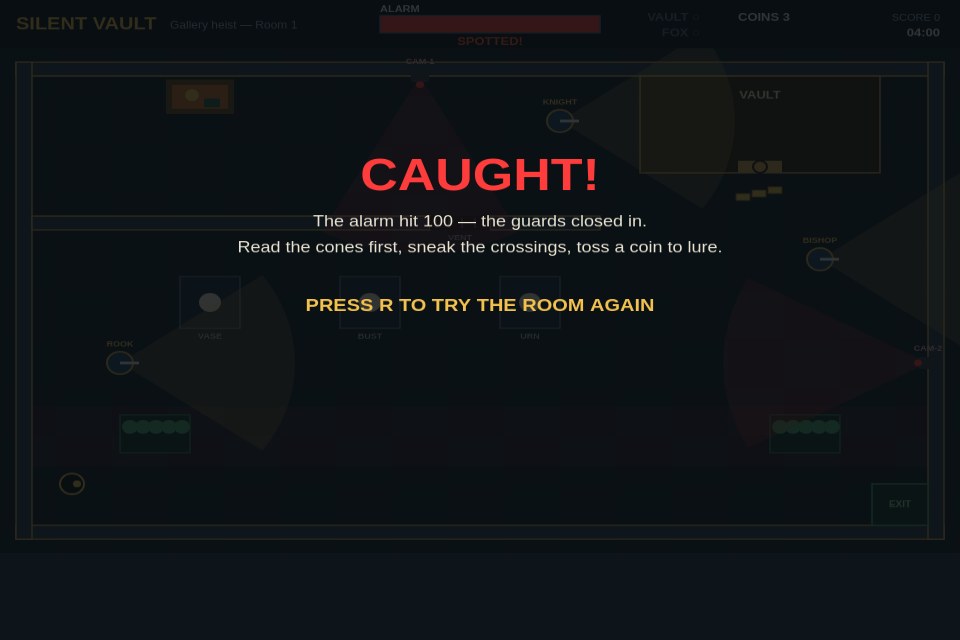 SILENT VAULT
Gallery heist — Room 1
ALARM
SPOTTED!
VAULT
FOX
COINS 3
SCORE 0
04:00
CAM-1
KNIGHT
VAULT
CAUGHT!
The alarm hit 100 — the guards closed in.
Read the cones first, sneak the crossings, toss a coin to lure.
BISHOP
PRESS R TO TRY THE ROOM AGAIN
VASE
BUST
URN
ROOK
CAM-2
EXIT